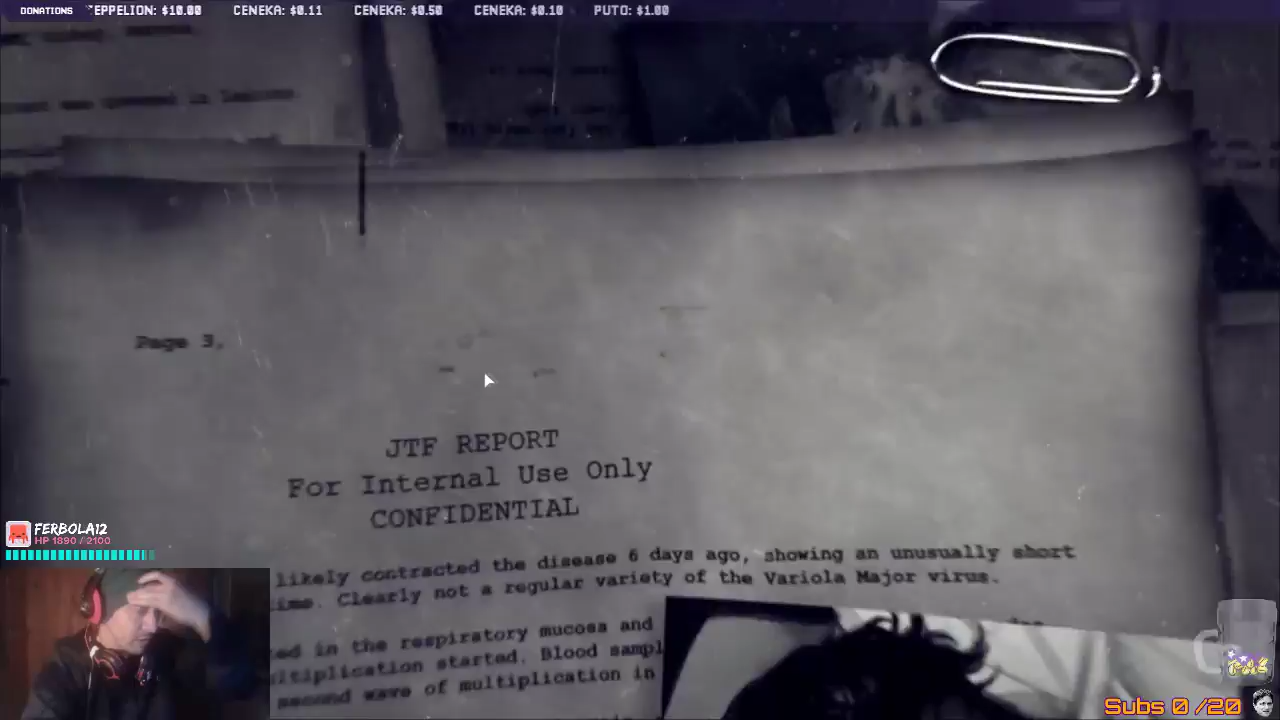 DONATIONS EPPELION: $10.00 CENEKA: $0.11 CENEKA: $0.50 CENEKA: $0.10 PUTO: $1.00
Page 3,
JTF REPORT
For Internal Use Only
CONFIDENTIAL
likely contracted the disease 6 days ago, showing an unusually short
ime. Clearly not a regular variety of the Variola Major virus.
ed in the respiratory mucosa and
ltiplication started. Blood sampl
second wave of multiplication in
FERBOLA12
HP 1890 / 2100
Subs 0 /20